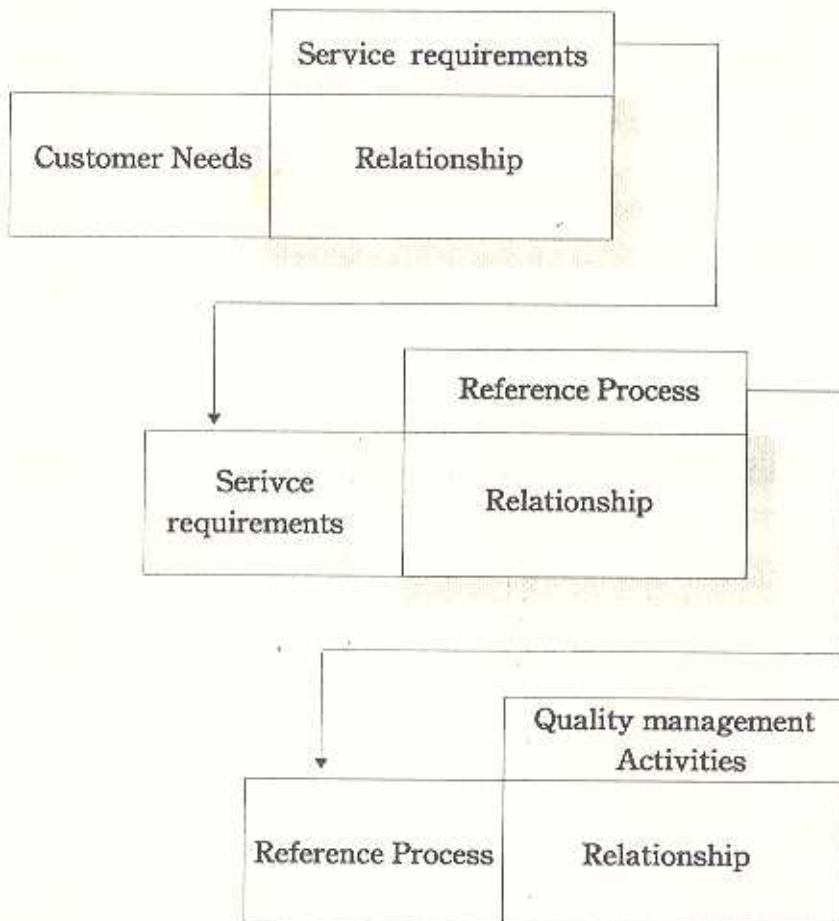 Service requirements
Customer Needs
Relationship
Reference Process
Serivce
requirements
Relationship
Quality management
Activities
Reference Process
Relationship